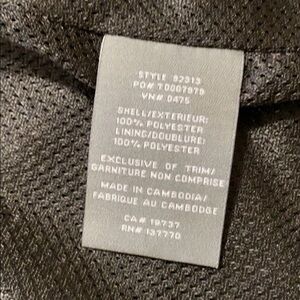 STYLE 92313
PO# T0007979
VN# 0475
SHELL/EXTERIEUR:
100% POLYESTER
LINING/DOUBLURE:
100% POLYESTER
EXCLUSIVE OF TRIM/
GARNITURE NON COMPRISE
MADE IN CAMBODIA/
FABRIQUE AU CAMBODGE
CA# 19737
RN# 137770